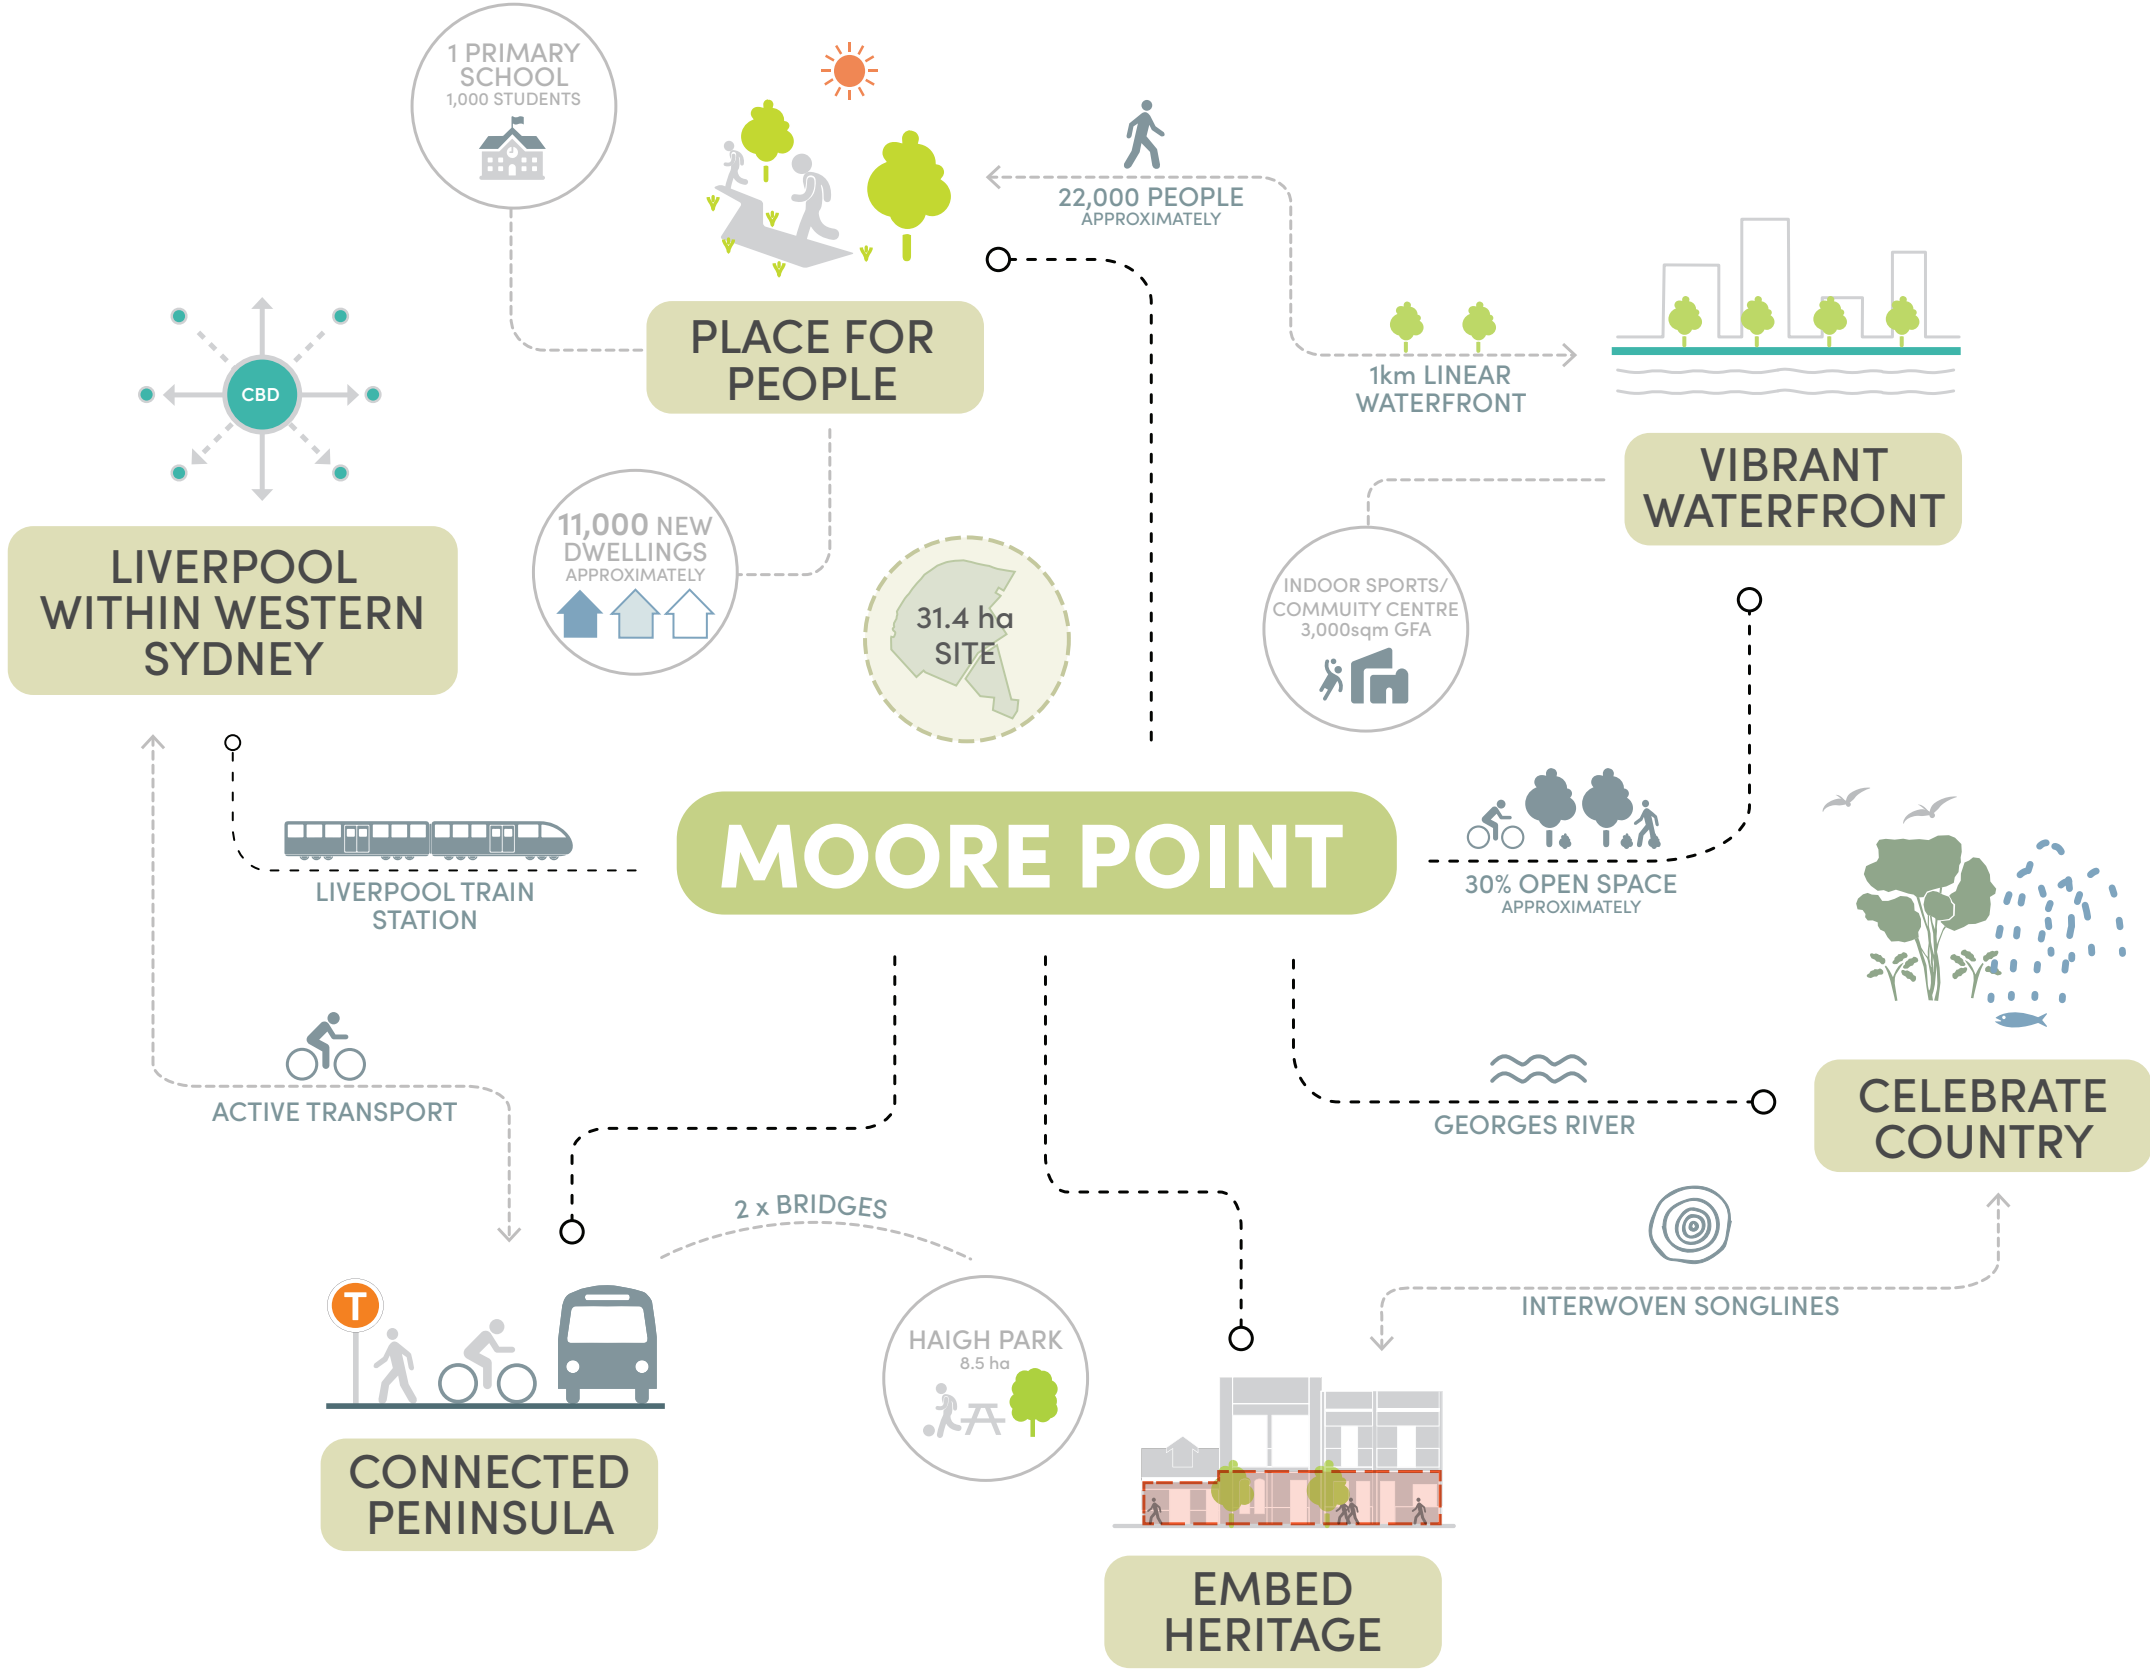 1 PRIMARY
SCHOOL
1,000 STUDENTS
22,000 PEOPLE
APPROXIMATELY
PLACE FOR
PEOPLE
1km LINEAR
WATERFRONT
CBD
VIBRANT
WATERFRONT
LIVERPOOL
WITHIN WESTERN
SYDNEY
11,000 NEW
DWELLINGS
APPROXIMATELY
31.4 ha
SITE
INDOOR SPORTS/
COMMUITY CENTRE
3,000sqm GFA
MOORE POINT
LIVERPOOL TRAIN
STATION
30% OPEN SPACE
APPROXIMATELY
ACTIVE TRANSPORT
GEORGES RIVER
CELEBRATE
COUNTRY
2 x BRIDGES
INTERWOVEN SONGLINES
T
HAIGH PARK
8.5 ha
CONNECTED
PENINSULA
EMBED
HERITAGE